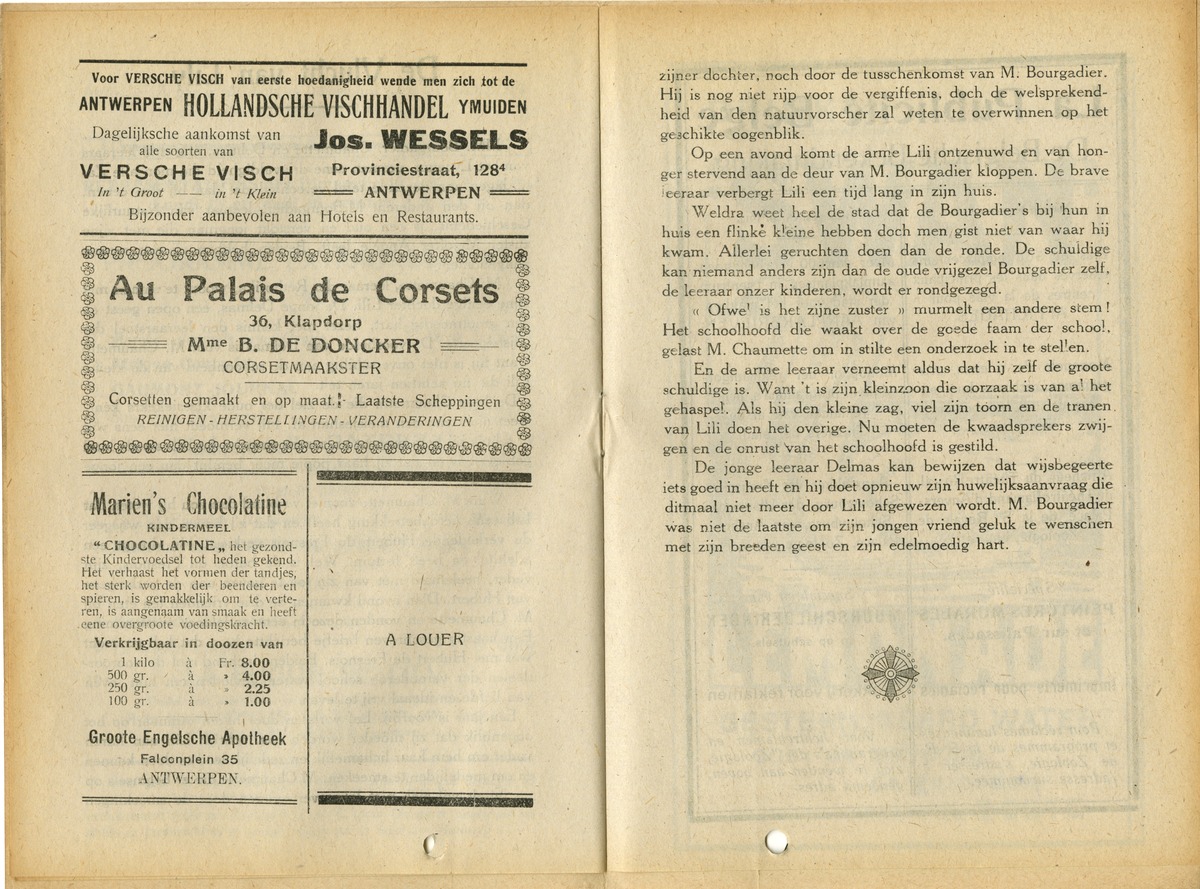 Voor VERSCHE VISCH van eerste hoedanigheid wende men zich tot de
ANTWERPEN HOLLANDSCHE VISCHHANDEL YMUIDEN
Dagelijksche aankomst van
alle soorten van
VERSCHE VISCH
In 't Groot — in 't Klein
Jos. WESSELS
Provinciestraat, 128⁴
ANTWERPEN
Bijzonder aanbevolen aan Hotels en Restaurants.
Au Palais de Corsets
36, Klapdorp
Mme B. DE DONCKER
CORSETMAAKSTER
Corsetten gemaakt en op maat.- Laatste Scheppingen
REINIGEN - HERSTELLINGEN - VERANDERINGEN
Marien's Chocolatine
KINDERMEEL
"CHOCOLATINE„ het gezond-
ste Kindervoedsel tot heden gekend.
Het verhaast het vormen der tandjes,
het sterk worden der beenderen en
spieren, is gemakkelijk om te verte-
ren, is aangenaam van smaak en heeft
eene overgroote voedingskracht.
Verkrijgbaar in doozen van
1 kilo à Fr. 8.00
500 gr. à » 4.00
250 gr. à » 2.25
100 gr. à » 1.00
Groote Engelsche Apotheek
Falconplein 35
ANTWERPEN.
A LOUER
zijner dochter, noch door de tusschenkomst van M. Bourgadier.
Hij is nog niet rijp voor de vergiffenis, doch de welsprekend-
heid van den natuurvorscher zal weten te overwinnen op het
geschikte oogenblik.
Op een avond komt de arme Lili ontzenuwd en van hon-
ger stervend aan de deur van M. Bourgadier kloppen. De brave
leeraar verbergt Lili een tijd lang in zijn huis.
Weldra weet heel de stad dat de Bourgadier's bij hun in
huis een flinke kleine hebben doch men gist niet van waar hij
kwam. Allerlei geruchten doen dan de ronde. De schuldige
kan niemand anders zijn dan de oude vrijgezel Bourgadier zelf,
de leeraar onzer kinderen, wordt er rondgezegd.
« Ofwel is het zijne zuster » murmelt een andere stem !
Het schoolhoofd die waakt over de goede faam der school,
gelast M. Chaumette om in stilte een onderzoek in te stellen.
En de arme leeraar verneemt aldus dat hij zelf de groote
schuldige is. Want 't is zijn kleinzoon die oorzaak is van al het
gehaspel. Als hij den kleine zag, viel zijn toorn en de tranen
van Lili doen het overige. Nu moeten de kwaadsprekers zwij-
gen en de onrust van het schoolhoofd is gestild.
De jonge leeraar Delmas kan bewijzen dat wijsbegeerte
iets goed in heeft en hij doet opnieuw zijn huwelijksaanvraag die
ditmaal niet meer door Lili afgewezen wordt. M. Bourgadier
was niet de laatste om zijn jongen vriend geluk te wenschen
met zijn breeden geest en zijn edelmoedig hart.